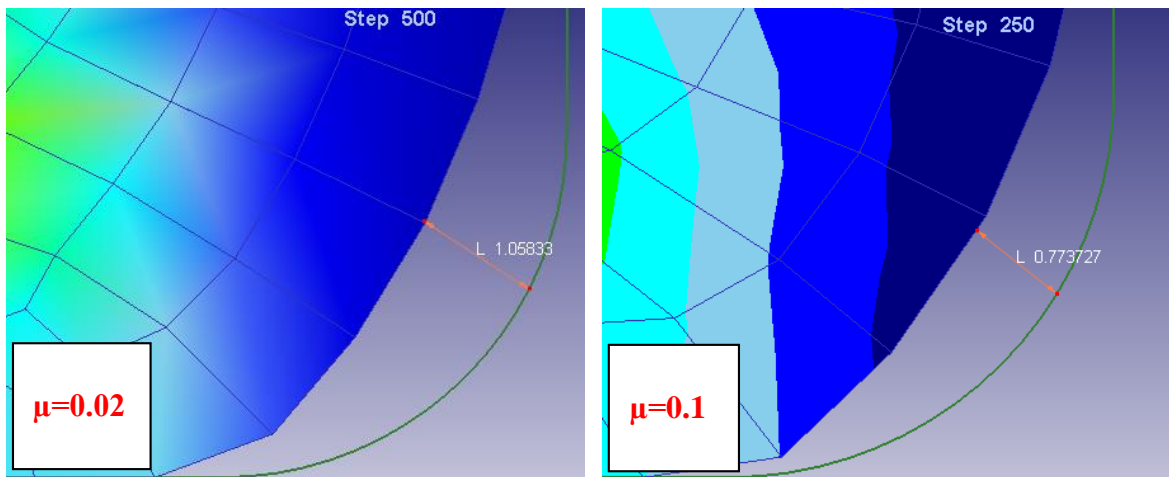 Step 500
L 1.05833
μ=0.02
Step 250
L 0.773727
μ=0.1